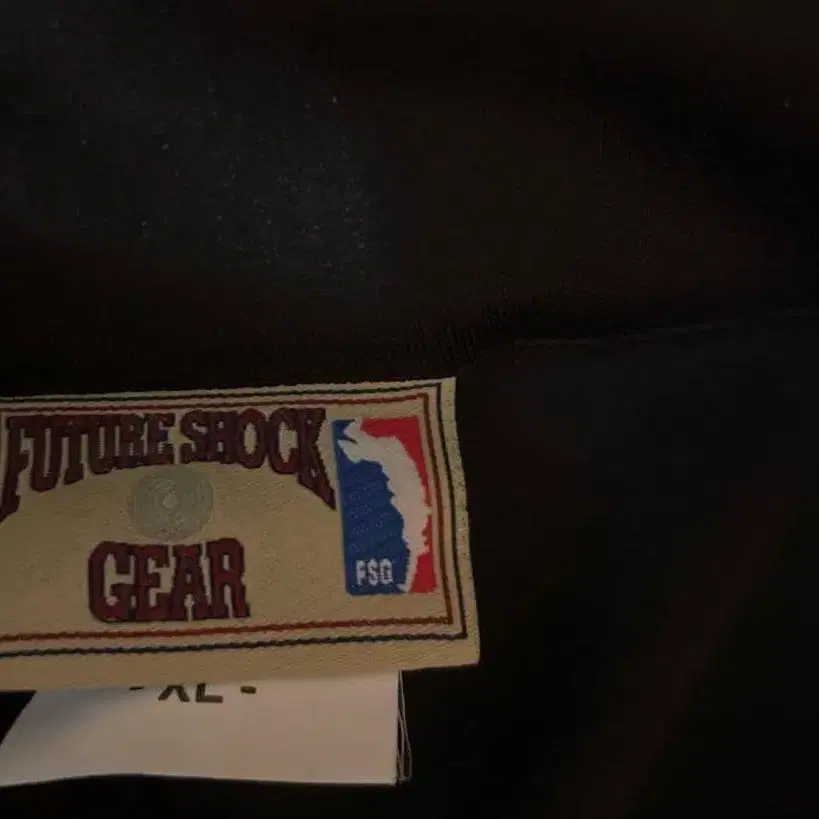 FUTURE SHOCK
GEAR
FSG
- XL -